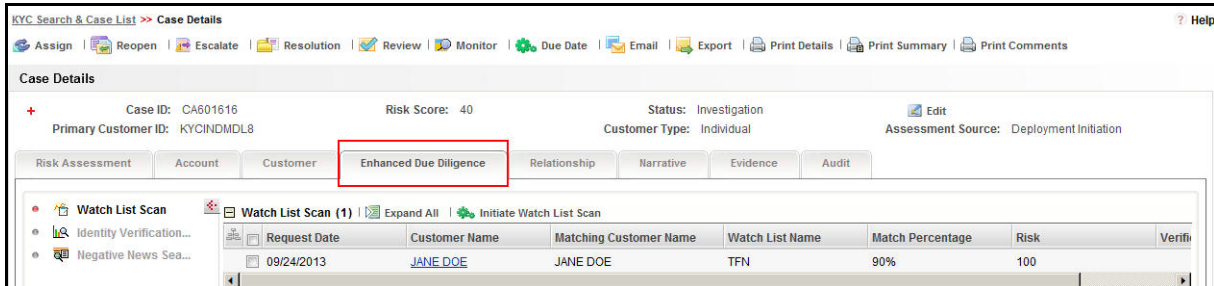 KYC Search & Case List >> Case Details ? Help
Assign | Reopen | Escalate | Resolution | Review | Monitor | Due Date | Email | Export | Print Details | Print Summary | Print Comments
Case Details
+ Case ID: CA601616 Risk Score: 40 Status: Investigation Edit
Primary Customer ID: KYCINDMDL8 Customer Type: Individual Assessment Source: Deployment Initiation
Risk Assessment Account Customer Enhanced Due Diligence Relationship Narrative Evidence Audit
Watch List Scan Watch List Scan (1) | Expand All | Initiate Watch List Scan
Identity Verification... Request Date Customer Name Matching Customer Name Watch List Name Match Percentage Risk Verifi
Negative News Sea... 09/24/2013 JANE DOE JANE DOE TFN 90% 100